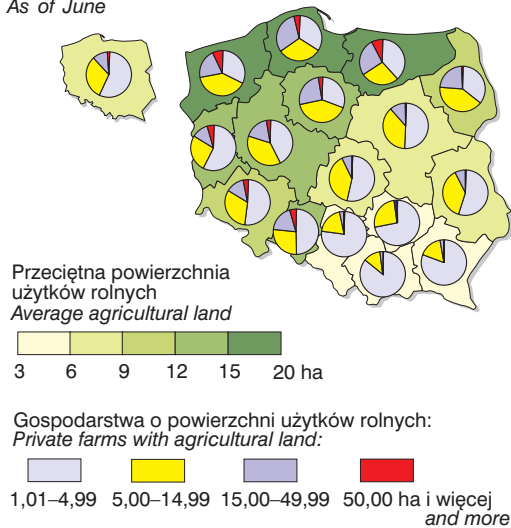 As of June
Przeciętna powierzchnia
użytków rolnych
Average agricultural land
3 6 9 12 15 20 ha
Gospodarstwa o powierzchni użytków rolnych:
Private farms with agricultural land:
1,01–4,99 5,00–14,99 15,00–49,99 50,00 ha i więcej
and more